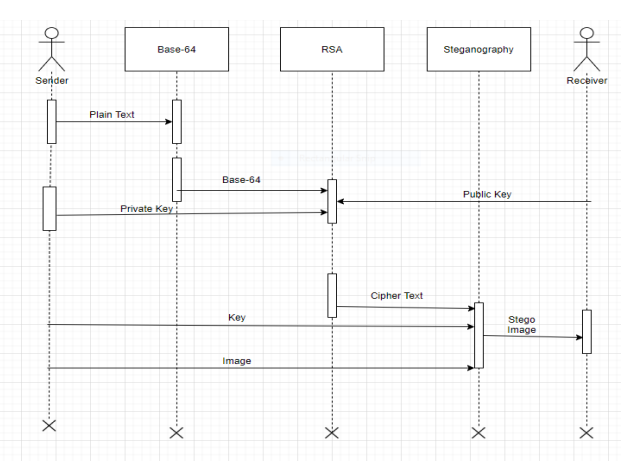 Base-64
RSA
Steganography
Sender
Receiver
Plain Text
Base-64
Public Key
Private Key
Cipher Text
Key
Stego
Image
Image